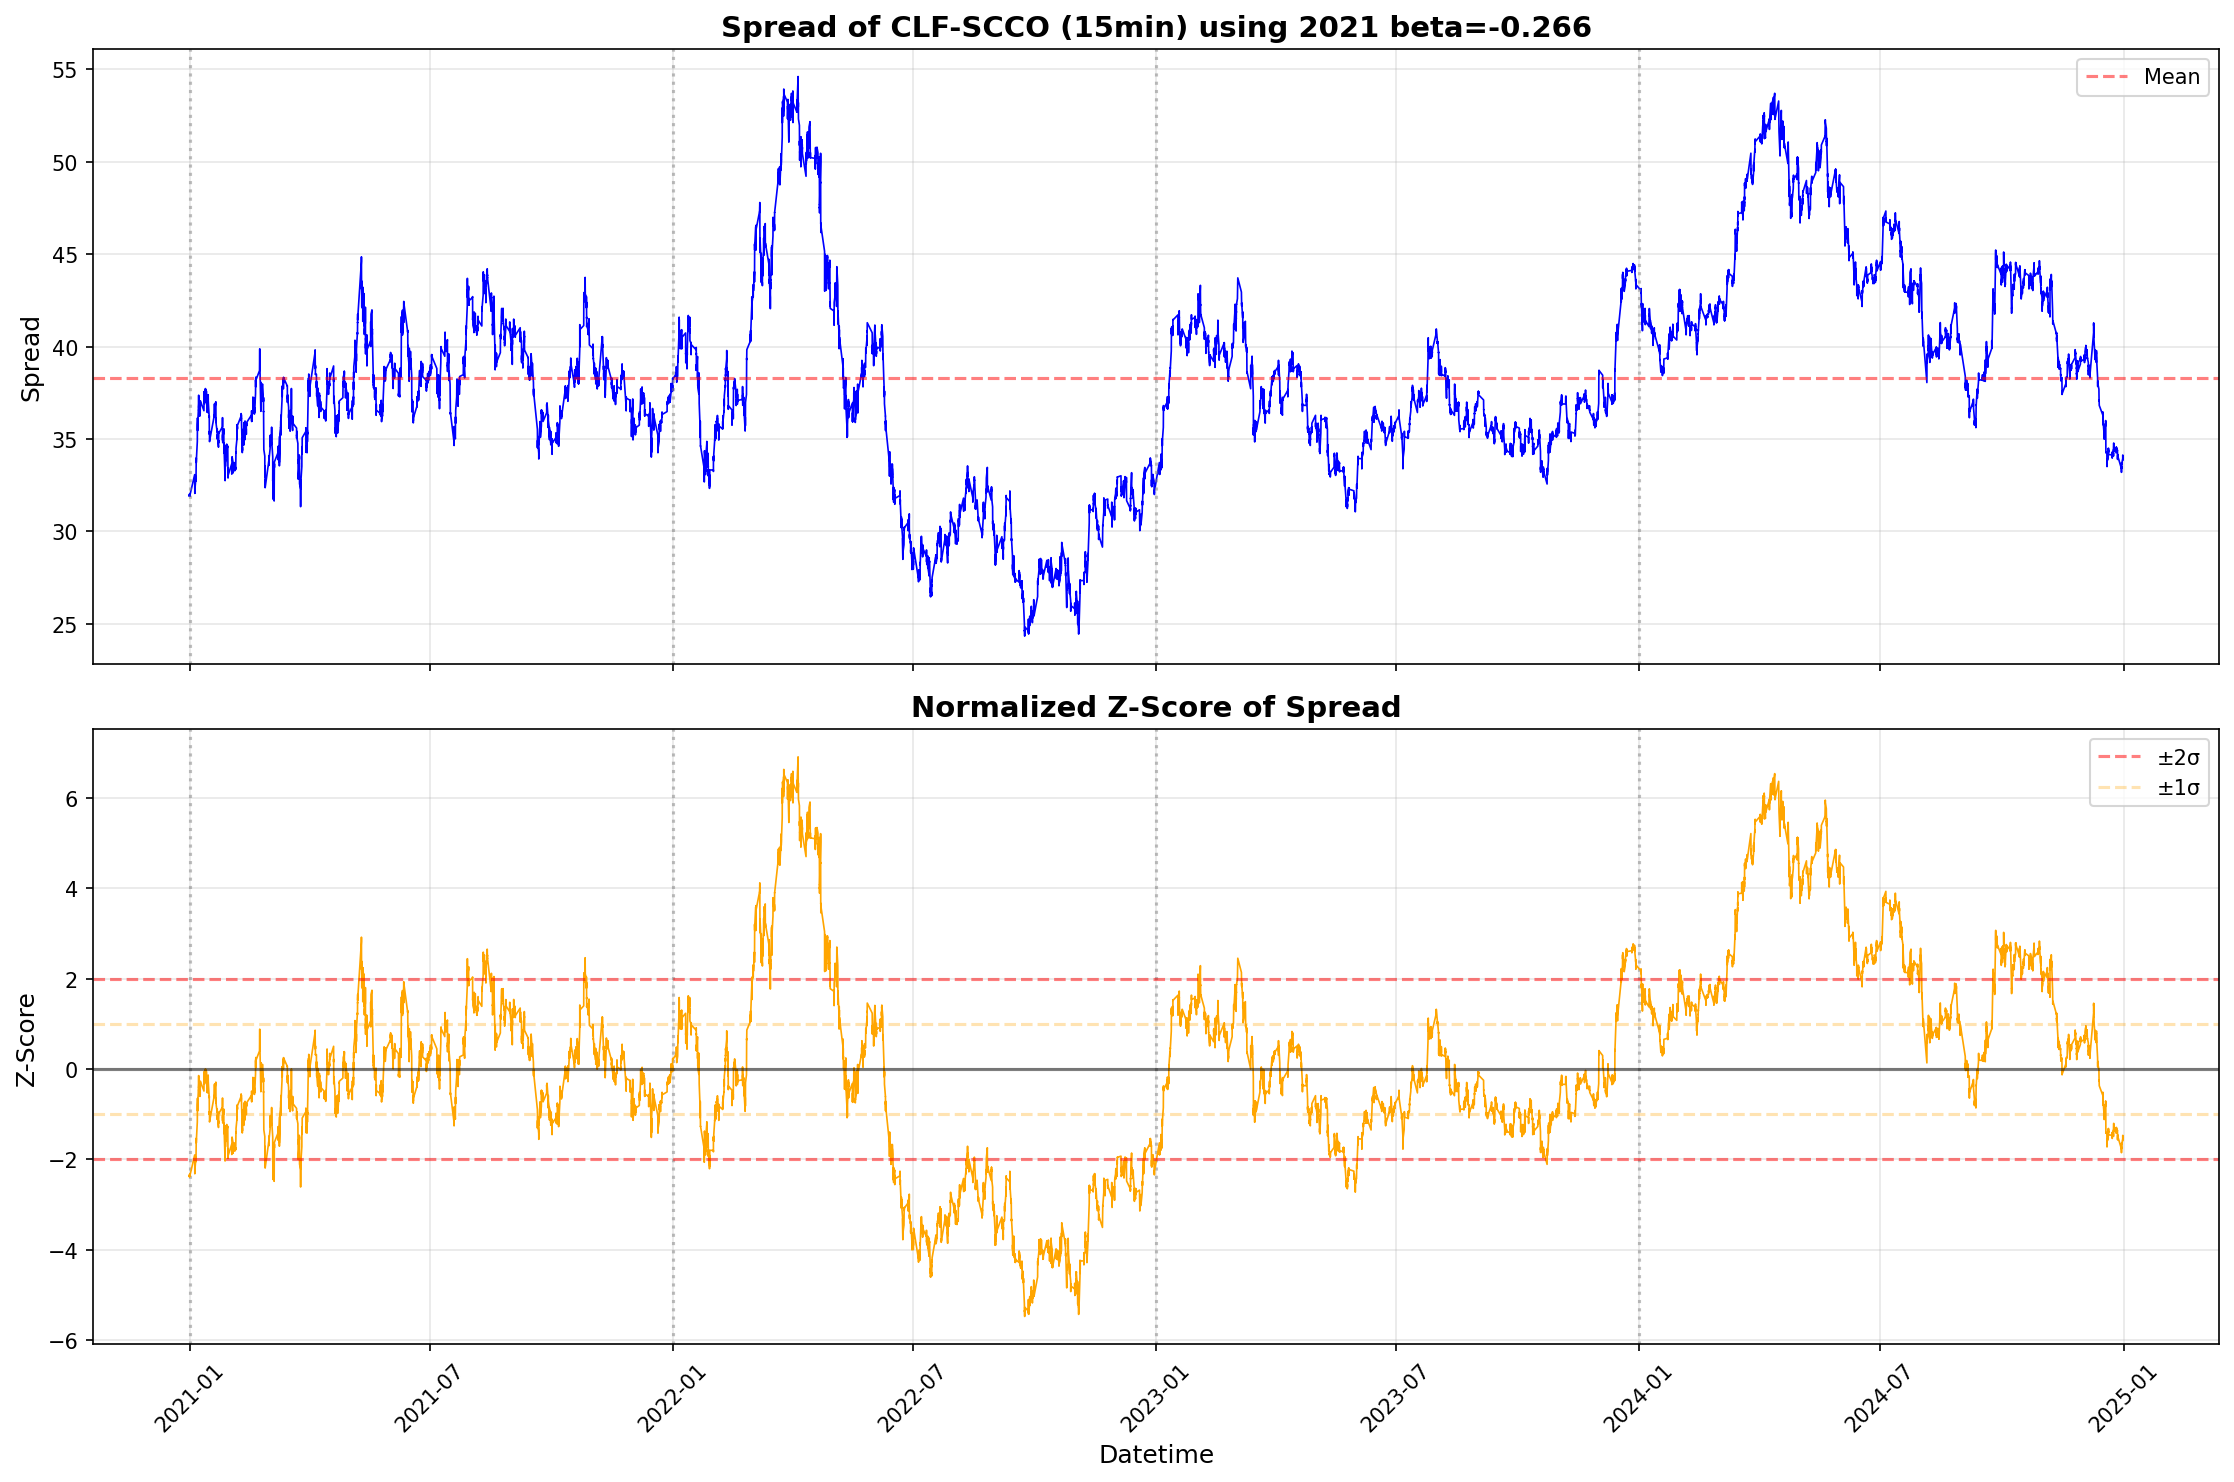 Spread of CLF-SCCO (15min) using 2021 beta=-0.266
Mean
55
50
45
40
35
30
25
Spread
Normalized Z-Score of Spread
±2σ
±1σ
6
4
2
0
−2
−4
−6
Z-Score
2021-01
2021-07
2022-01
2022-07
2023-01
2023-07
2024-01
2024-07
2025-01
Datetime